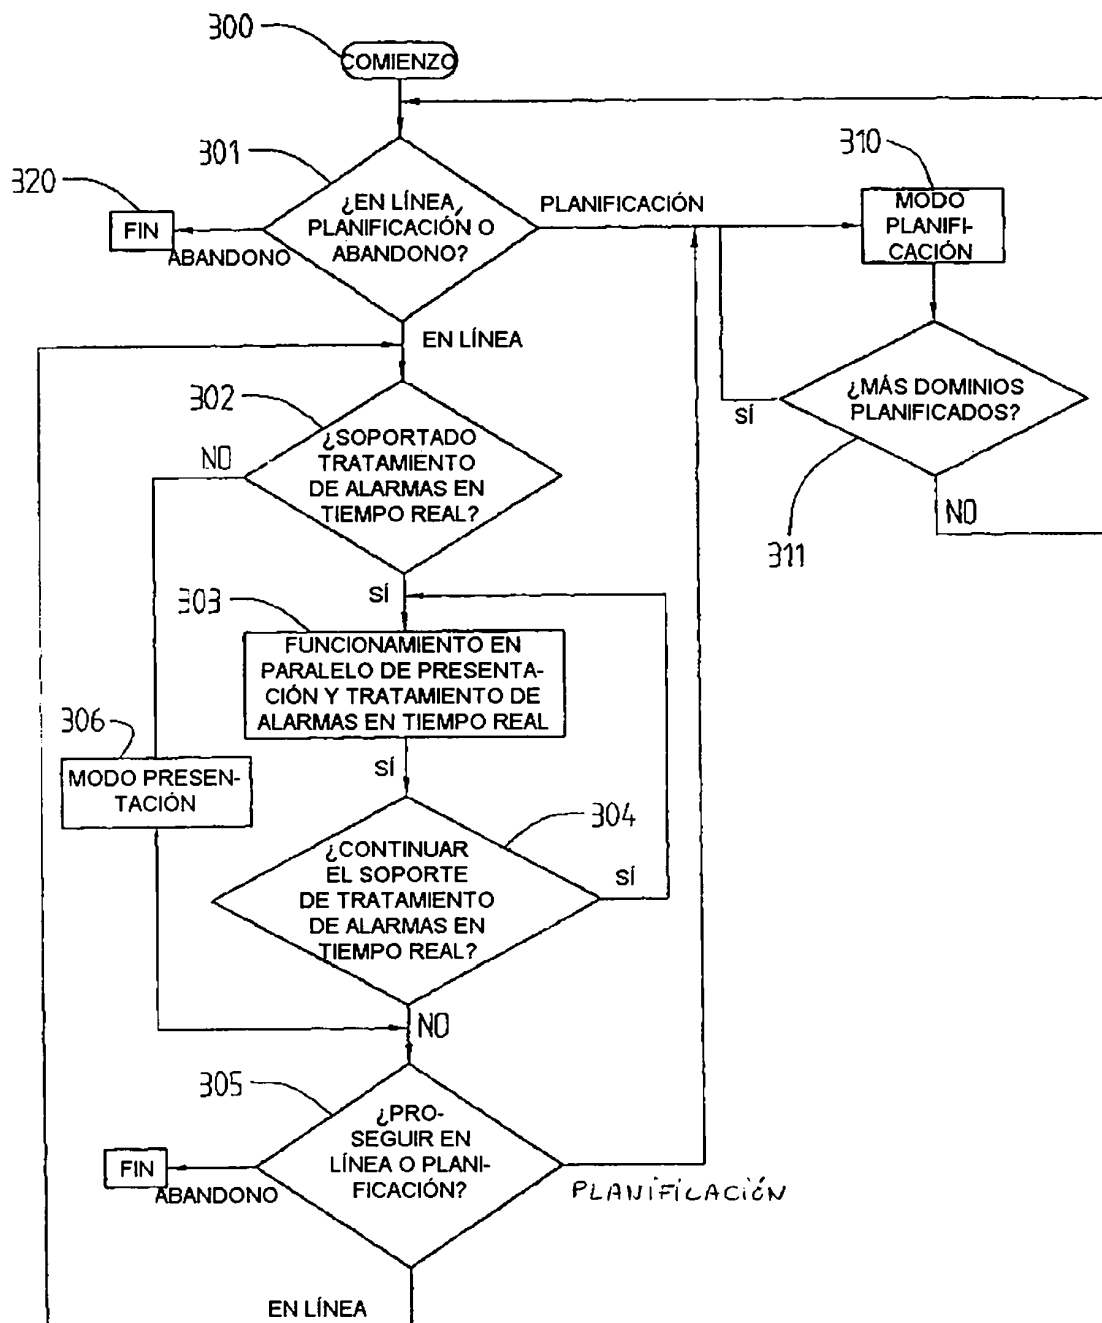 300
COMIENZO
301
¿EN LÍNEA,
PLANIFICACIÓN O
ABANDONO?
320
FIN
ABANDONO
PLANIFICACIÓN
310
MODO
PLANIFI-
CACIÓN
EN LÍNEA
¿MÁS DOMINIOS
PLANIFICADOS?
SÍ
311
NO
302
¿SOPORTADO
TRATAMIENTO
DE ALARMAS EN
TIEMPO REAL?
NO
SÍ
303
FUNCIONAMIENTO EN
PARALELO DE PRESENTA-
CIÓN Y TRATAMIENTO DE
ALARMAS EN TIEMPO REAL
306
MODO PRESEN-
TACIÓN
SÍ
304
¿CONTINUAR
EL SOPORTE
DE TRATAMIENTO
DE ALARMAS EN
TIEMPO REAL?
SÍ
NO
305
¿PRO-
SEGUIR EN
LÍNEA O PLANI-
FICACIÓN?
FIN
ABANDONO
PLANIFICACIÓN
EN LÍNEA